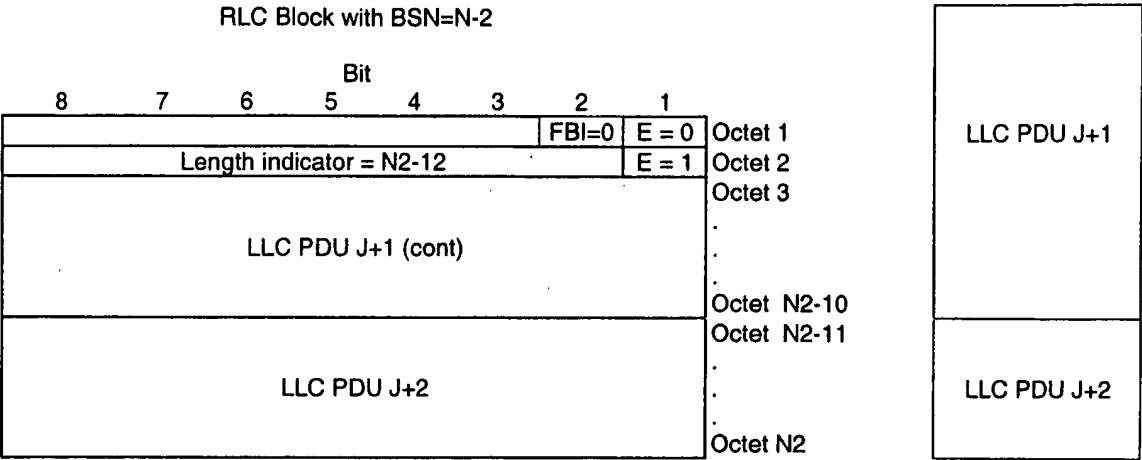 RLC Block with BSN=N-2
Bit
8 7 6 5 4 3 2 1
FBI=0 E = 0 Octet 1
Length indicator = N2-12 E = 1 Octet 2
Octet 3
LLC PDU J+1 (cont)
.
.
.
Octet N2-10
Octet N2-11
LLC PDU J+2
.
.
.
Octet N2
LLC PDU J+1
LLC PDU J+2